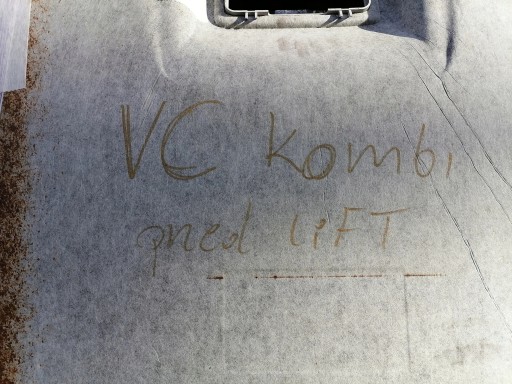 VC Kombi
před LiFT